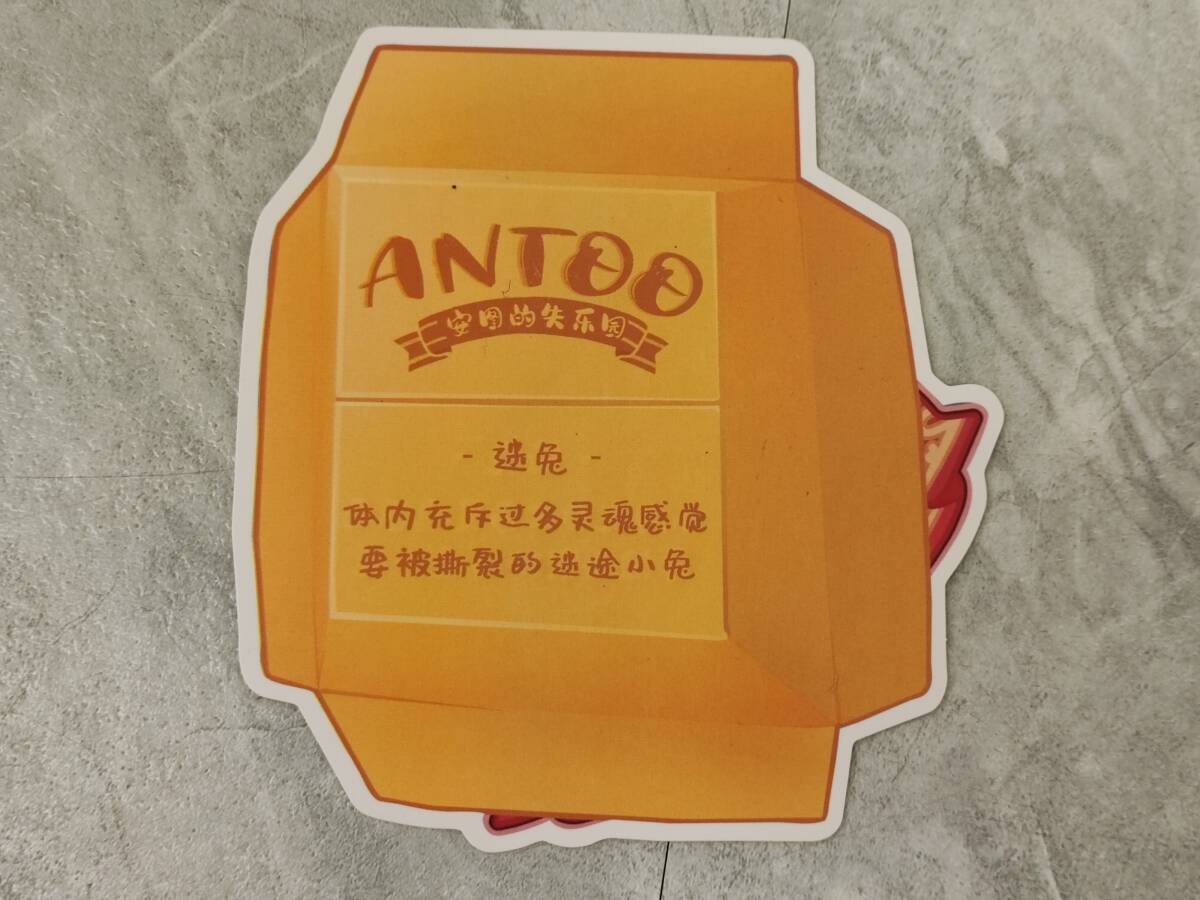 ANTOO
安图的失乐园
- 迷兔 -
体内充斥过多灵魂感觉
要被撕裂的迷途小兔